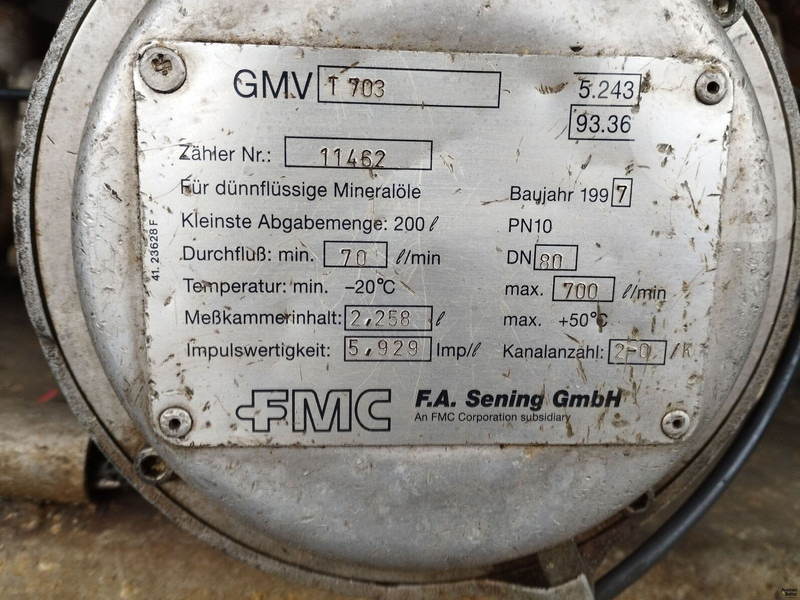 GMV T 703 5.243
93.36
Zähler Nr.: 11462
Für dünnflüssige Mineralöle Baujahr 1997
Kleinste Abgabemenge: 200 ℓ PN10
Durchfluß: min. 70 ℓ/min DN 80
Temperatur: min. –20°C max. 700 ℓ/min
Meßkammerinhalt: 2,258 ℓ max. +50°C
Impulswertigkeit: 5,929 Imp/ℓ Kanalanzahl: 2-0 /K
FMC F.A. Sening GmbH
An FMC Corporation subsidiary
41. 23628 F